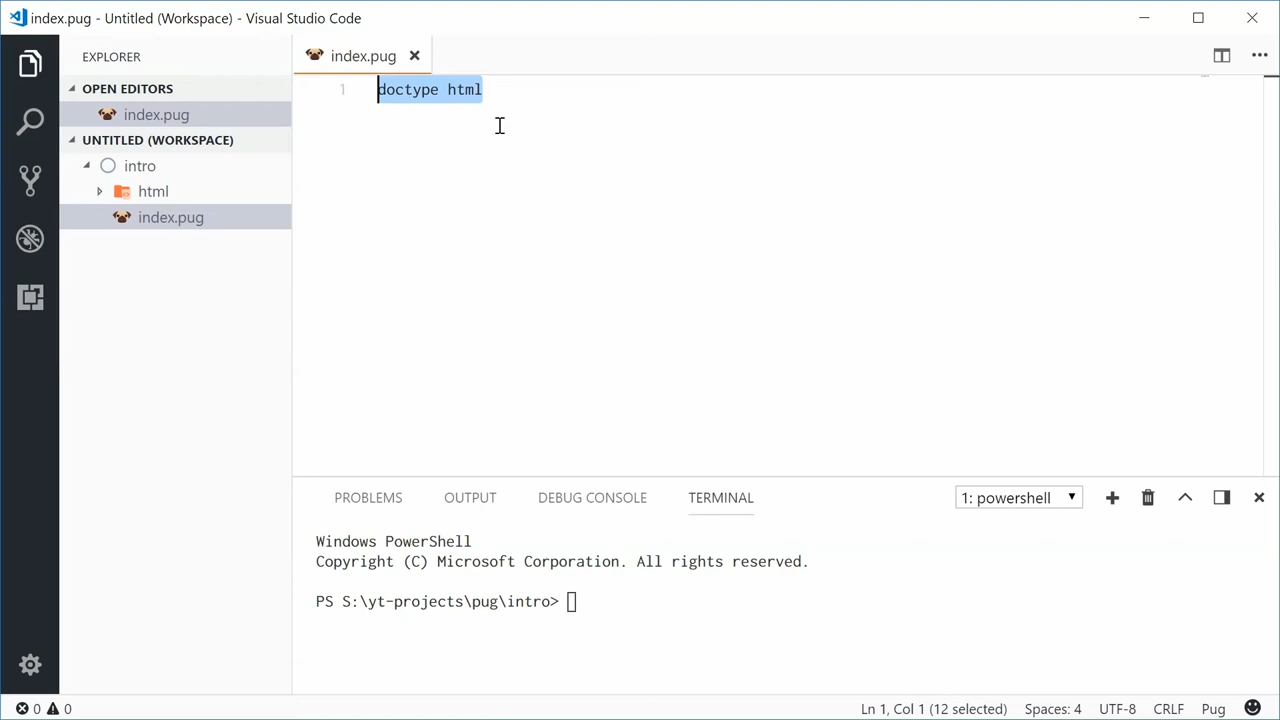 index.pug - Untitled (Workspace) - Visual Studio Code
EXPLORER
OPEN EDITORS
index.pug
UNTITLED (WORKSPACE)
intro
html
index.pug
index.pug
1 doctype html
PROBLEMS OUTPUT DEBUG CONSOLE TERMINAL 1: powershell
Windows PowerShell
Copyright (C) Microsoft Corporation. All rights reserved.
PS S:\yt-projects\pug\intro>
0 0 Ln 1, Col 1 (12 selected) Spaces: 4 UTF-8 CRLF Pug